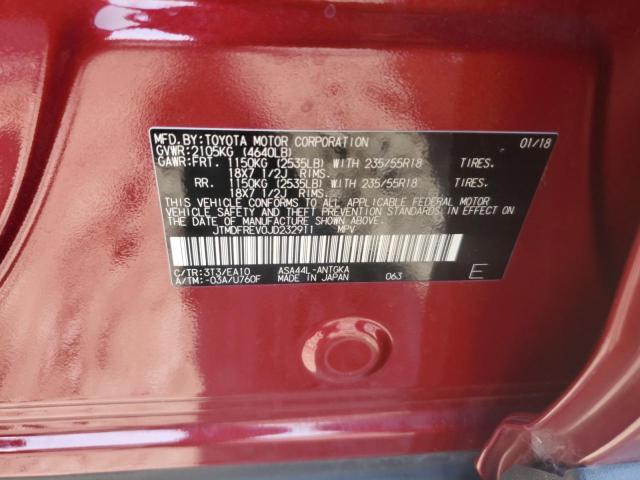 MFD.BY:TOYOTA MOTOR CORPORATION 01/18
GVWR:2105KG (4640LB)
GAWR:FRT. 1150KG (2535LB) WITH 235/55R18 TIRES.
18X7 1/2J RIMS.
RR. 1150KG (2535LB) WITH 235/55R18 TIRES.
18X7 1/2J RIMS.
THIS VEHICLE CONFORMS TO ALL APPLICABLE FEDERAL MOTOR
VEHICLE SAFETY AND THEFT PREVENTION STANDARDS IN EFFECT ON
THE DATE OF MANUFACTURE SHOWN ABOVE.
JTMDFREV0JD232911 MPV
C/TR:3T3/EA10 ASA44L-ANTGKA
A/TM:-03A/U760F MADE IN JAPAN 063 E